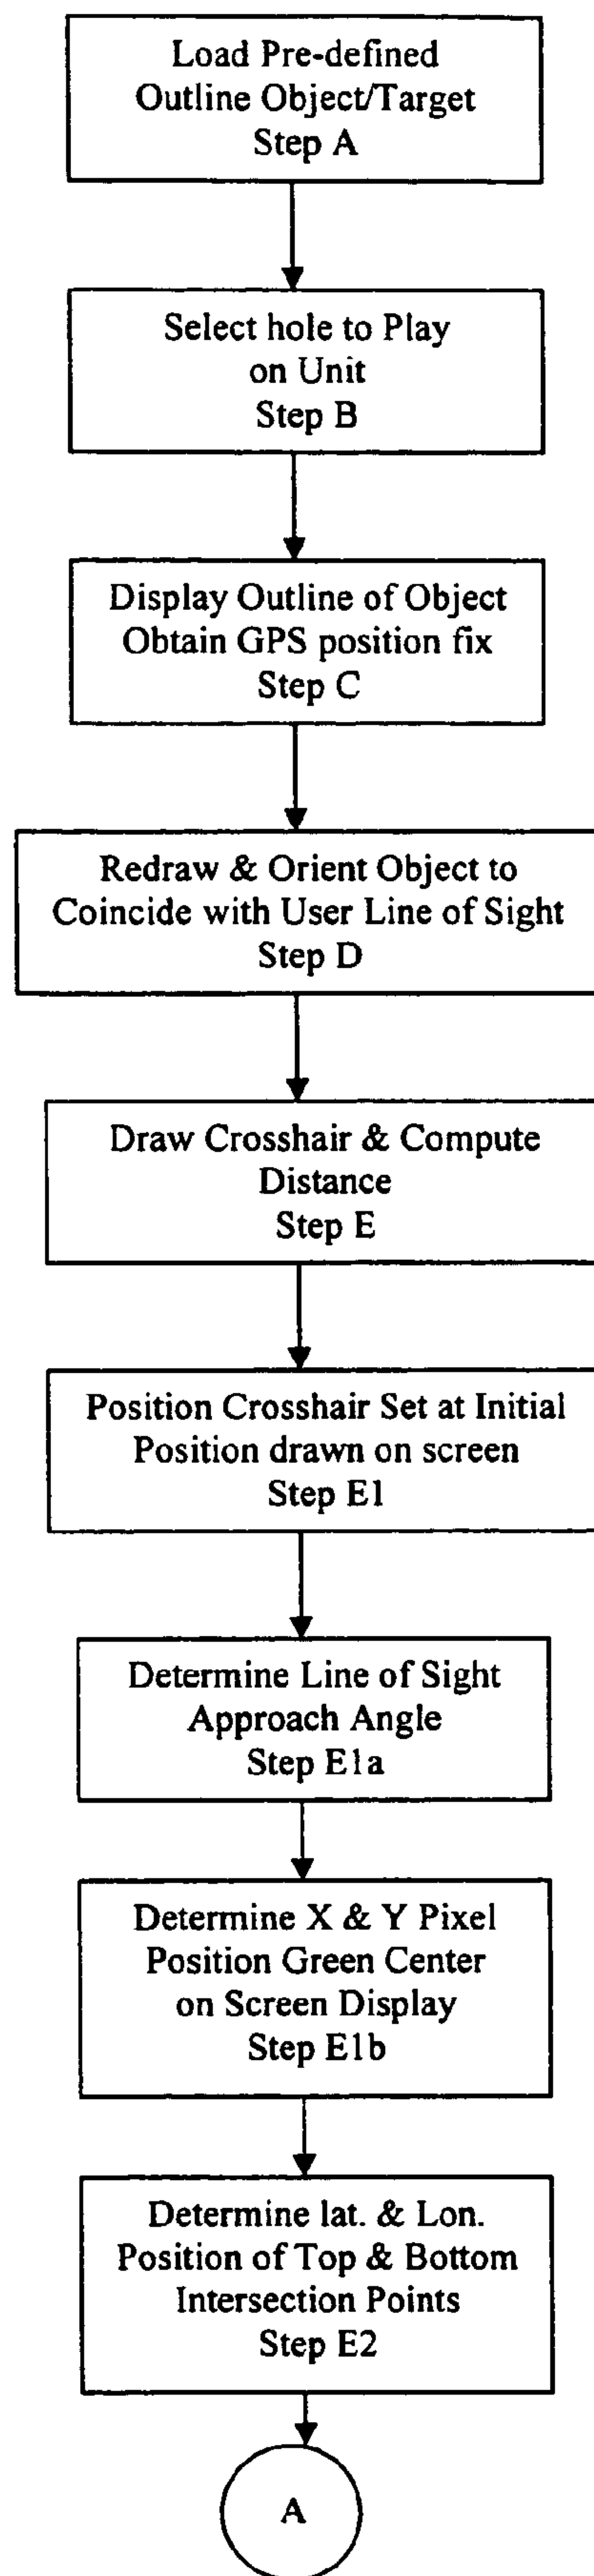 Load Pre-defined
Outline Object/Target
Step A
Select hole to Play
on Unit
Step B
Display Outline of Object
Obtain GPS position fix
Step C
Redraw & Orient Object to
Coincide with User Line of Sight
Step D
Draw Crosshair & Compute
Distance
Step E
Position Crosshair Set at Initial
Position drawn on screen
Step E1
Determine Line of Sight
Approach Angle
Step E1a
Determine X & Y Pixel
Position Green Center
on Screen Display
Step E1b
Determine lat. & Lon.
Position of Top & Bottom
Intersection Points
Step E2
A